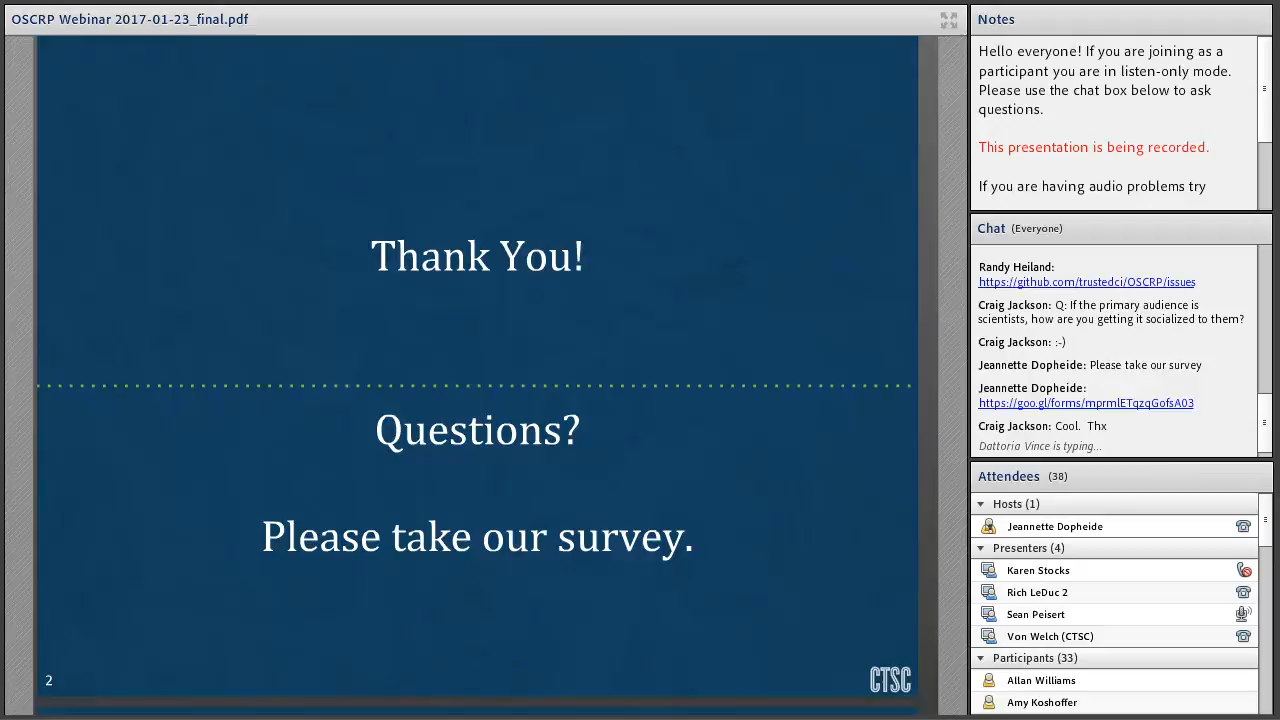 OSCRP Webinar 2017-01-23_final.pdf
Thank You!
Questions?
Please take our survey.
2
CTSC
Notes
Hello everyone! If you are joining as a
participant you are in listen-only mode.
Please use the chat box below to ask
questions.
This presentation is being recorded.
If you are having audio problems try
Chat (Everyone)
Randy Heiland:
https://github.com/trustedci/OSCRP/issues
Craig Jackson: Q: If the primary audience is
scientists, how are you getting it socialized to them?
Craig Jackson: :-)
Jeannette Dopheide: Please take our survey
Jeannette Dopheide:
https://goo.gl/forms/mprmlETqzqGofsA03
Craig Jackson: Cool. Thx
Dattoria Vince is typing...
Attendees (38)
Hosts (1)
Jeannette Dopheide
Presenters (4)
Karen Stocks
Rich LeDuc 2
Sean Peisert
Von Welch (CTSC)
Participants (33)
Allan Williams
Amy Koshoffer